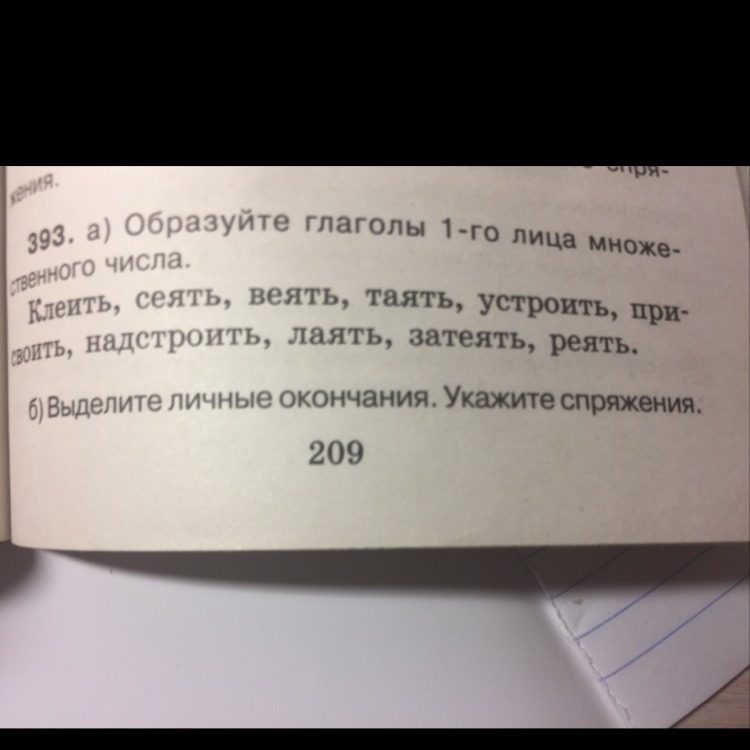 жения.
спря-
393. а) Образуйте глаголы 1-го лица множе-
ственного числа.
Клеить, сеять, веять, таять, устроить, при-
своить, надстроить, лаять, затеять, реять.
б) Выделите личные окончания. Укажите спряжения.
209